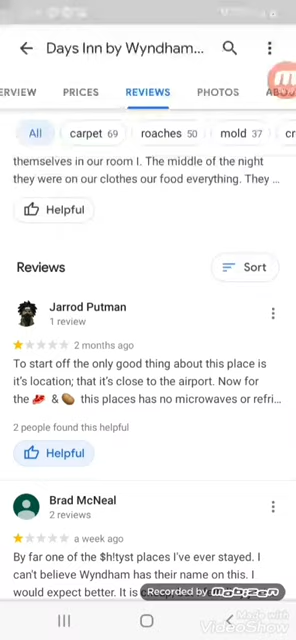 Days Inn by Wyndham...
ERVIEW PRICES REVIEWS PHOTOS ABOU
All carpet 69 roaches 50 mold 37 cr
themselves in our room I. The middle of the night
they were on our clothes our food everything. They ...
Helpful
Reviews
Sort
Jarrod Putman
1 review
2 months ago
To start off the only good thing about this place is
it's location; that it's close to the airport. Now for
the 🦞 & 🥔 this places has no microwaves or refri...
2 people found this helpful
Helpful
Brad McNeal
2 reviews
a week ago
By far one of the $h!tyst places I've ever stayed. I
can't believe Wyndham has their name on this. I
would expect better. It is
Recorded by mobizen
Made with
VideoShow